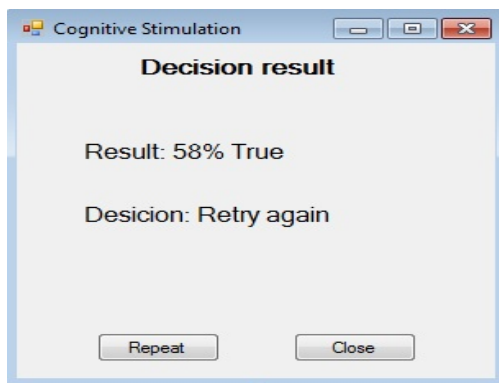 Cognitive Stimulation
Decision result
Result: 58% True
Desicion: Retry again
Repeat Close